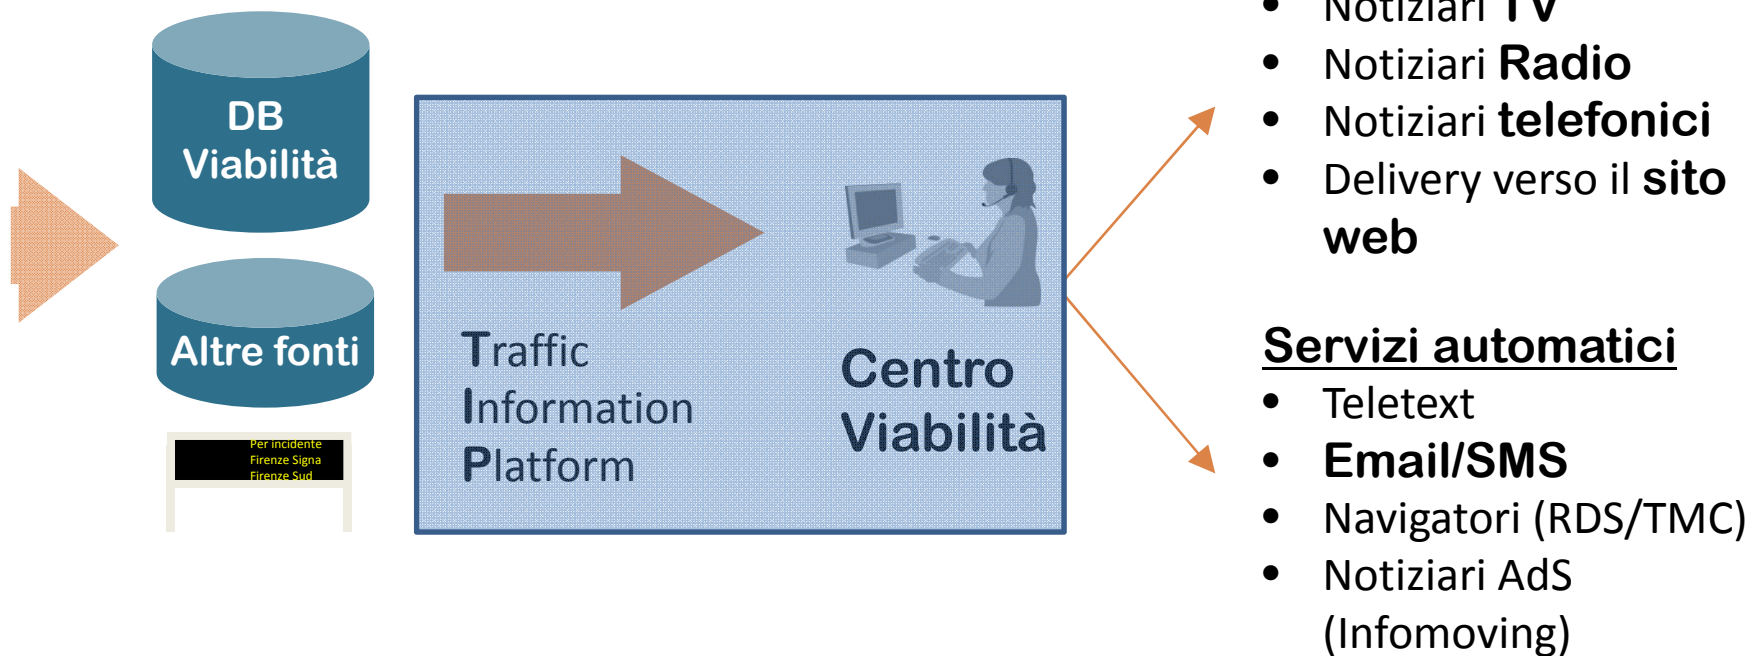 DB
Viabilità
Altre fonti
Per incidente
Firenze Signa
Firenze Sud
Traffic
Information
Platform
Centro
Viabilità
• Notiziari TV
• Notiziari Radio
• Notiziari telefonici
• Delivery verso il sito
web
Servizi automatici
• Teletext
• Email/SMS
• Navigatori (RDS/TMC)
• Notiziari AdS
(Infomoving)